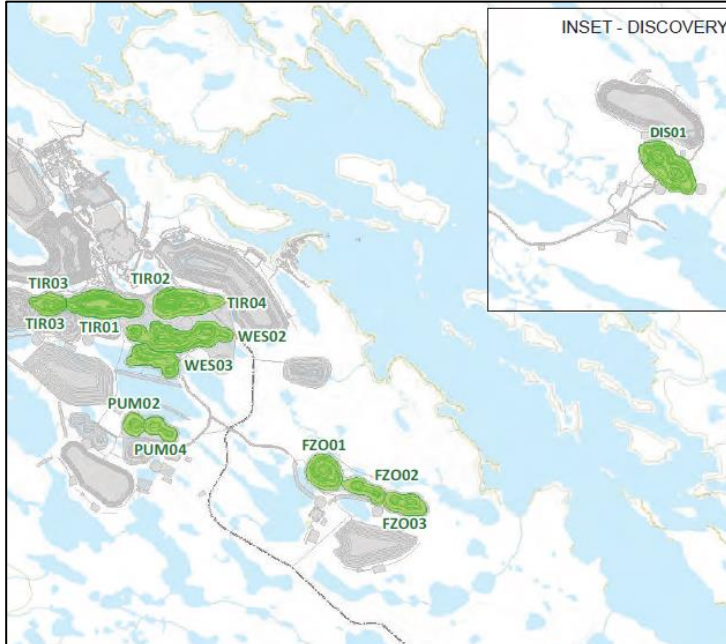 INSET - DISCOVERY
DIS01
TIR03
TIR02
TIR03
TIR01
TIR04
WES02
WES03
PUM02
PUM04
FZO01
FZO02
FZO03